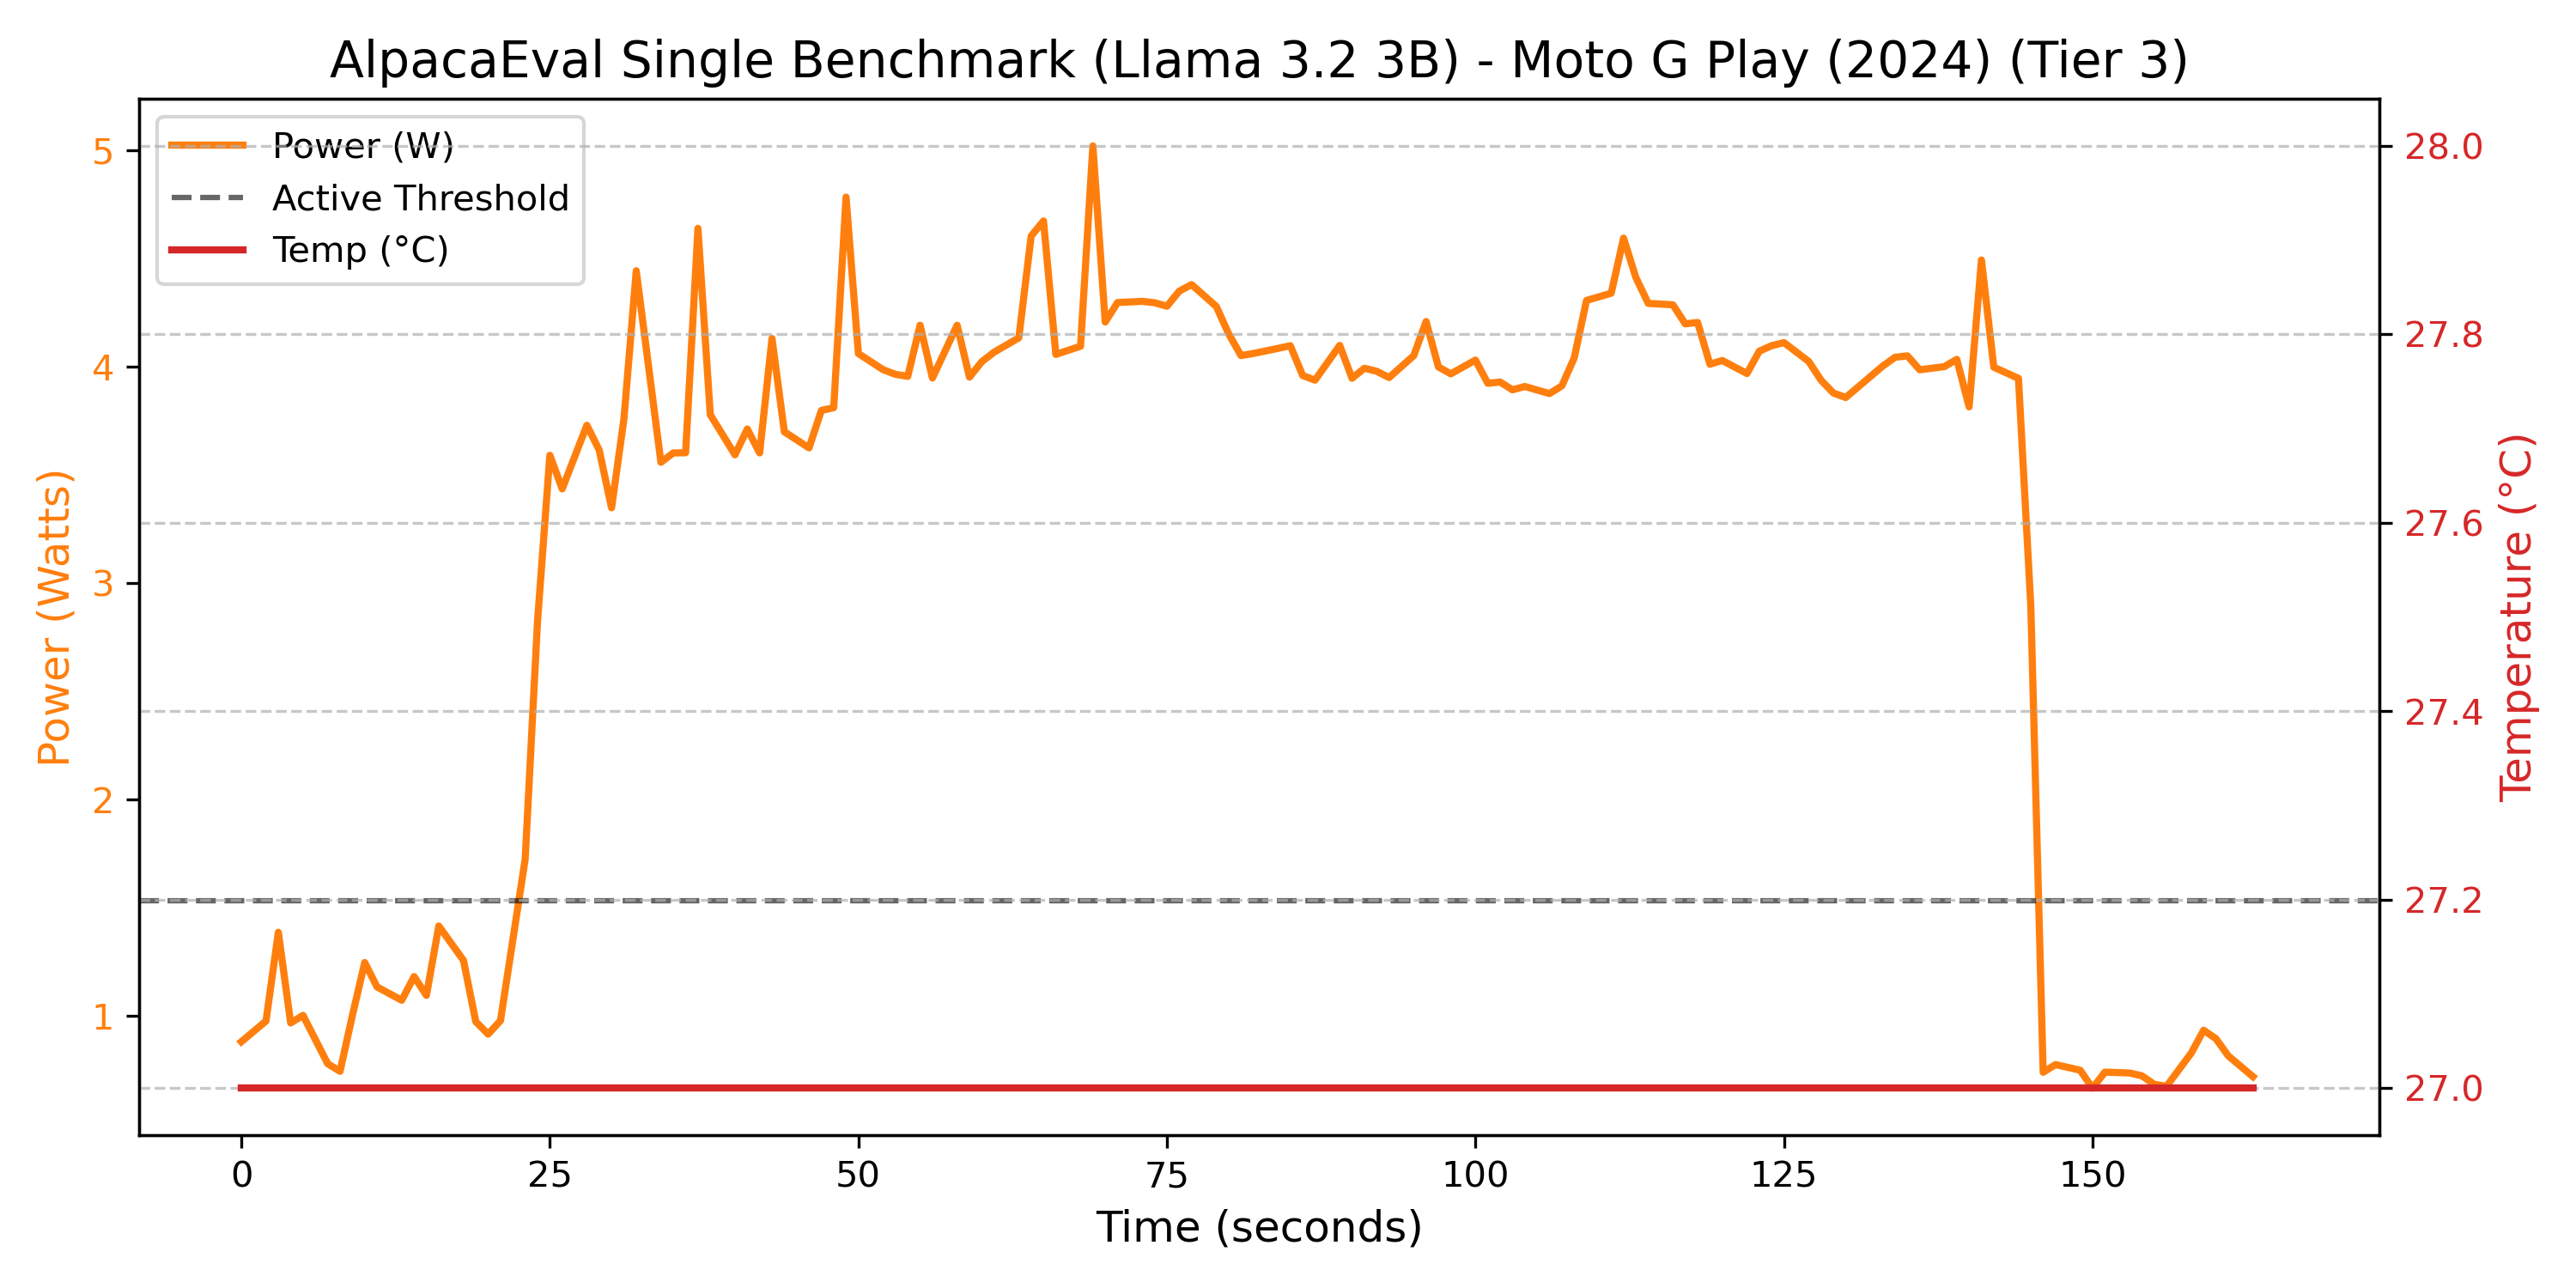 AlpacaEval Single Benchmark (Llama 3.2 3B) - Moto G Play (2024) (Tier 3)
Power (W)
Active Threshold
Temp (°C)
5
4
3
2
1
Power (Watts)
28.0
27.8
27.6
27.4
27.2
27.0
Temperature (°C)
0 25 50 75 100 125 150
Time (seconds)